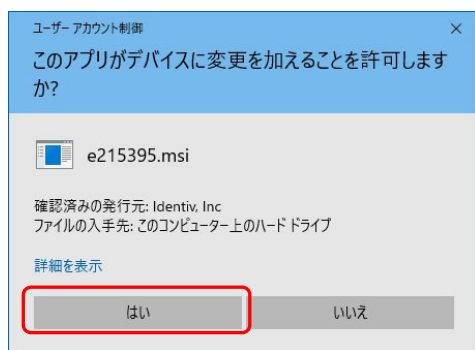 ユーザー アカウント制御
このアプリがデバイスに変更を加えることを許可します
か?
e215395.msi
確認済みの発行元: Identiv, Inc
ファイルの入手先: このコンピューター上のハード ドライブ
詳細を表示
はい
いいえ